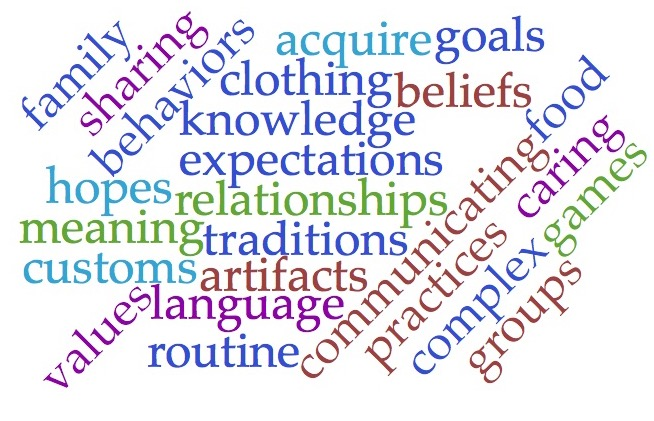 family
sharing
behaviors
acquire
goals
clothing
beliefs
knowledge
food
expectations
hopes
relationships
communicating
caring
games
meaning
traditions
customs
artifacts
practices
complex
groups
values
language
routine